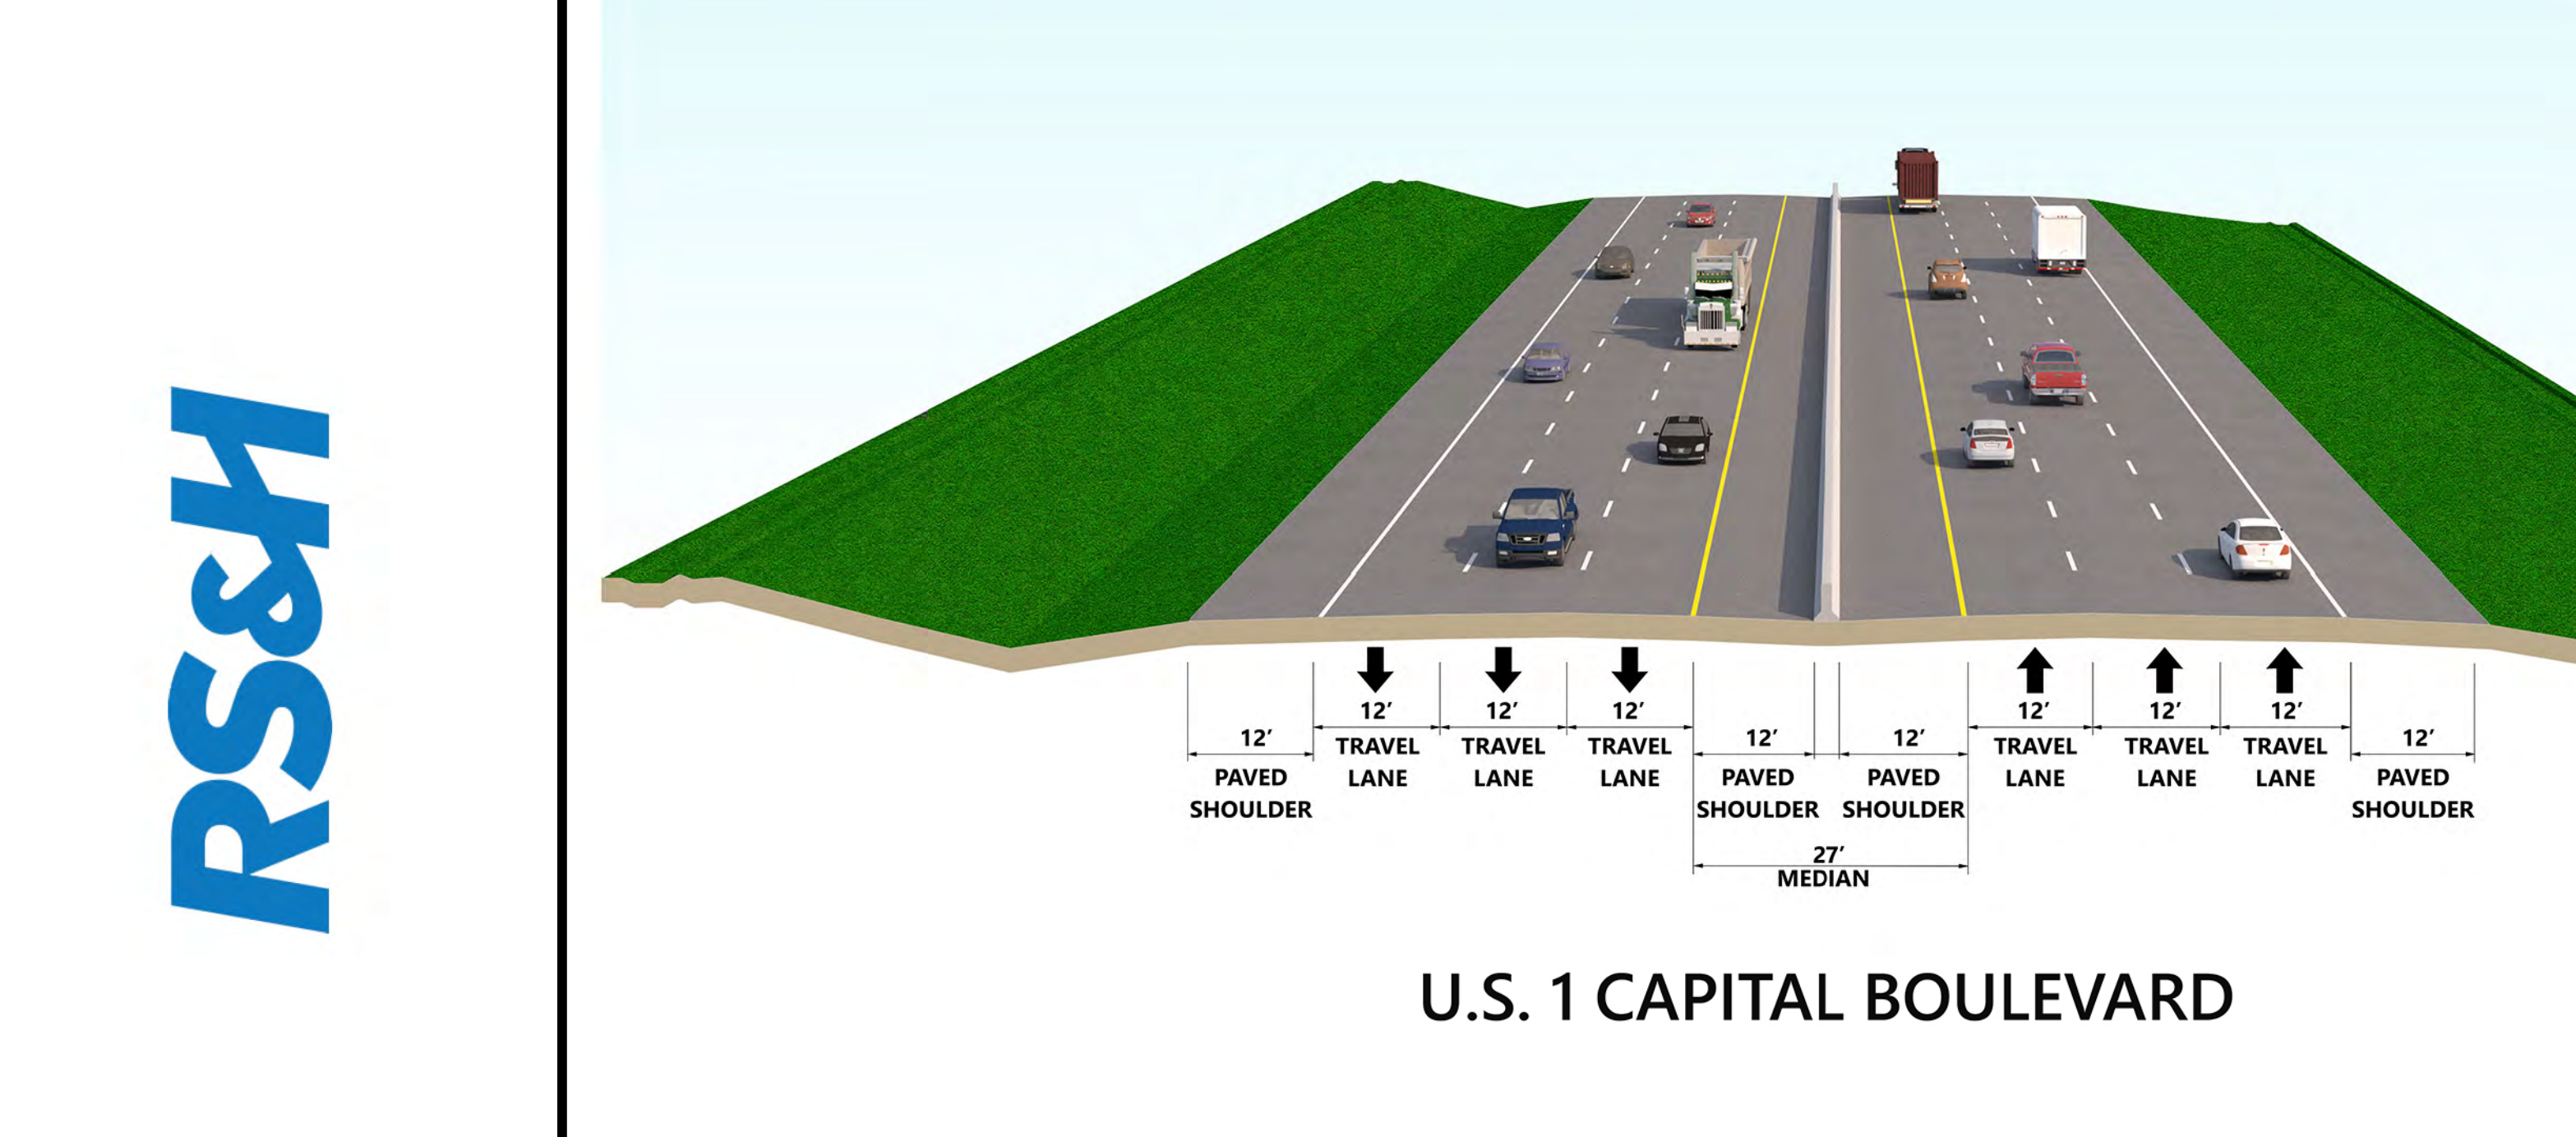 RS&H
12' 12' 12' 12' 12' 12'
12' 12' 12' 12'
TRAVEL TRAVEL TRAVEL TRAVEL TRAVEL TRAVEL
LANE LANE LANE LANE LANE LANE
PAVED PAVED PAVED PAVED
SHOULDER SHOULDER SHOULDER SHOULDER
27'
MEDIAN
U.S. 1 CAPITAL BOULEVARD